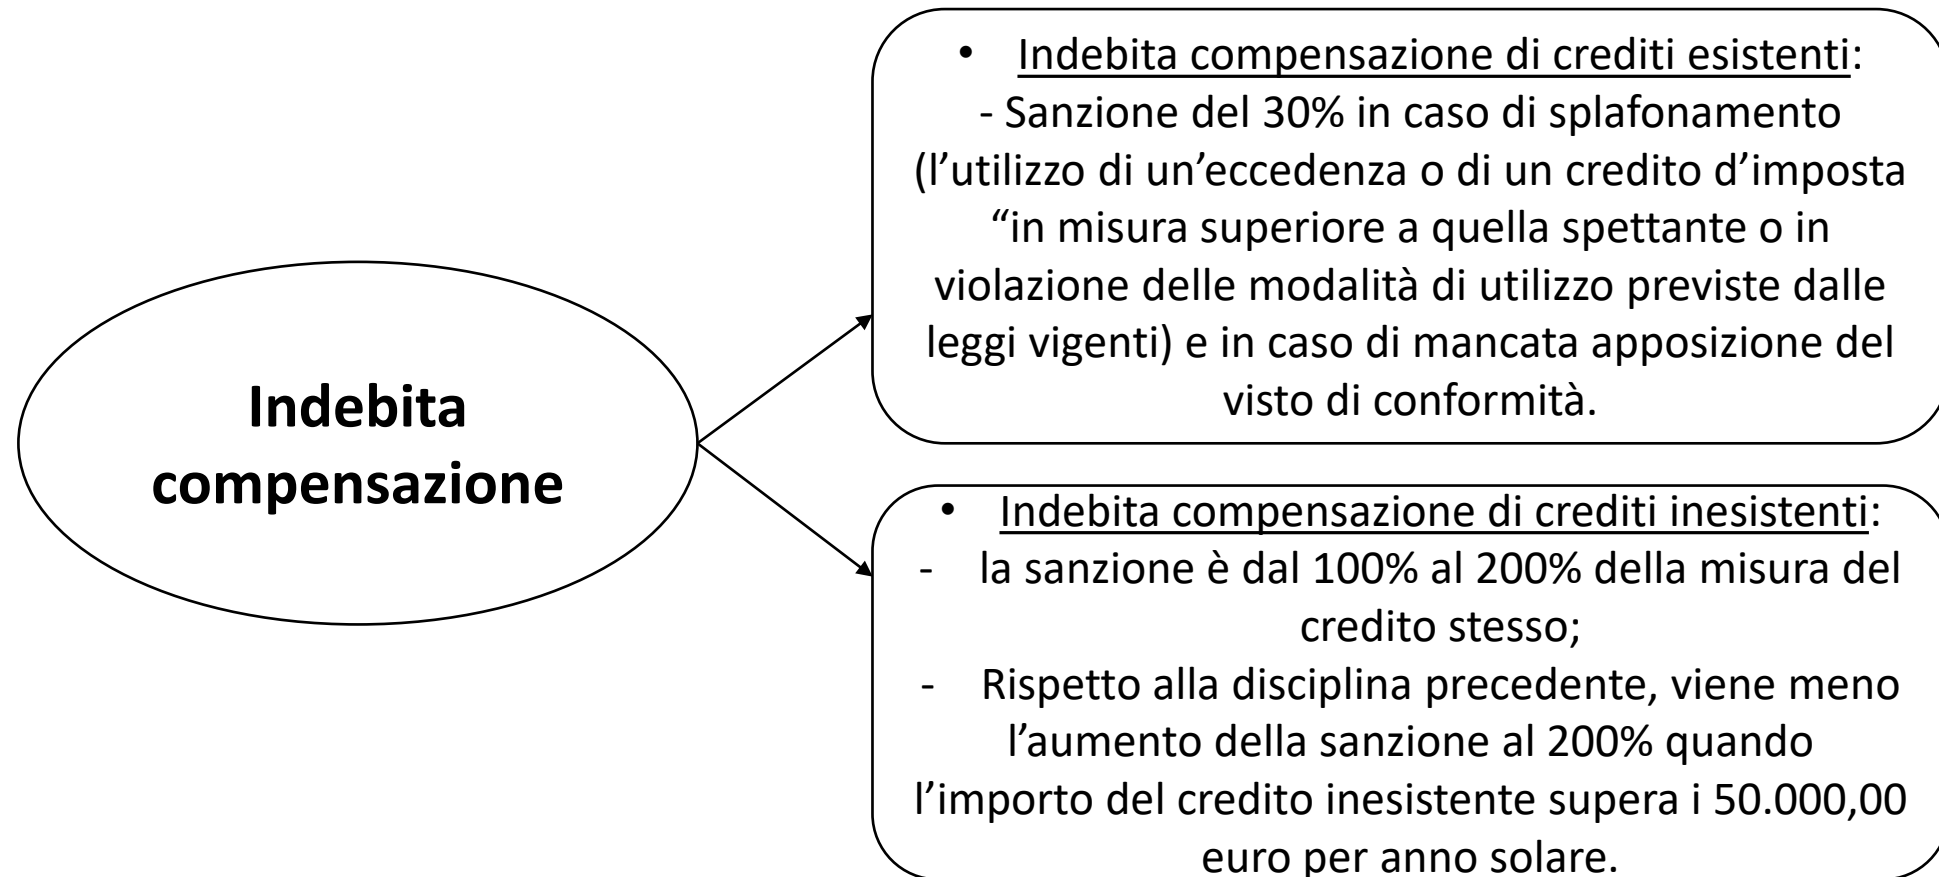 Indebita
compensazione
• Indebita compensazione di crediti esistenti:
- Sanzione del 30% in caso di splafonamento
(l’utilizzo di un’eccedenza o di un credito d’imposta
“in misura superiore a quella spettante o in
violazione delle modalità di utilizzo previste dalle
leggi vigenti) e in caso di mancata apposizione del
visto di conformità.
• Indebita compensazione di crediti inesistenti:
- la sanzione è dal 100% al 200% della misura del
credito stesso;
- Rispetto alla disciplina precedente, viene meno
l’aumento della sanzione al 200% quando
l’importo del credito inesistente supera i 50.000,00
euro per anno solare.